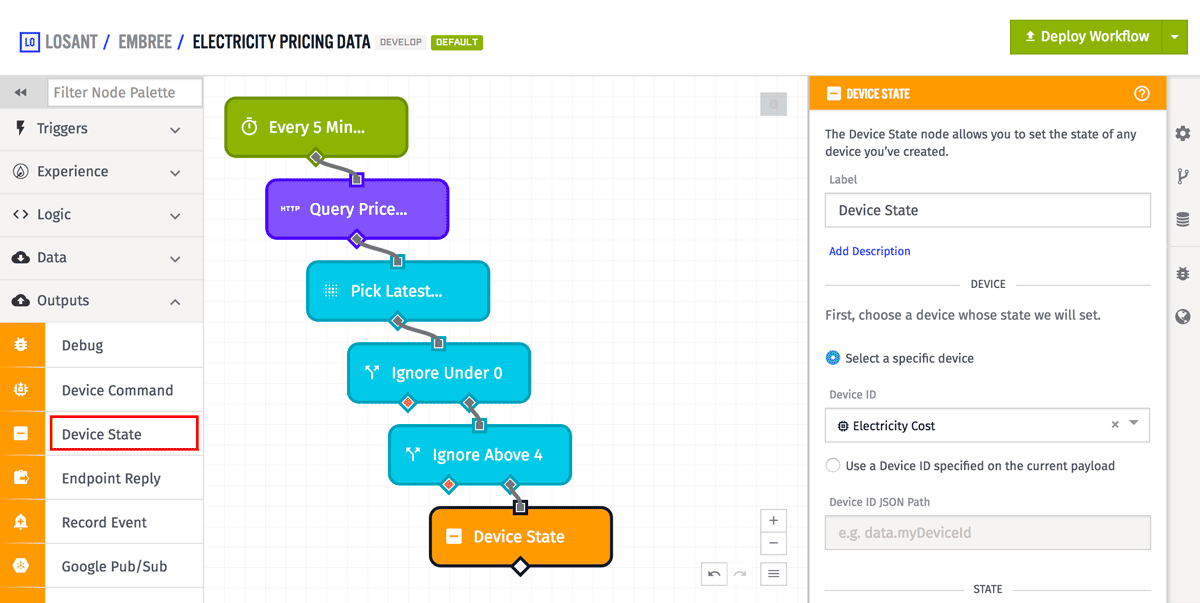 LO LOSANT / EMBREE / ELECTRICITY PRICING DATA DEVELOP DEFAULT
Deploy Workflow
Filter Node Palette
Triggers
Experience
Logic
Data
Outputs
Debug
Device Command
Device State
Endpoint Reply
Record Event
Google Pub/Sub
Every 5 Min...
HTTP Query Price...
Pick Latest...
Ignore Under 0
Ignore Above 4
Device State
DEVICE STATE
The Device State node allows you to set the state of any
device you've created.
Label
Device State
Add Description
DEVICE
First, choose a device whose state we will set.
Select a specific device
Device ID
Electricity Cost
Use a Device ID specified on the current payload
Device ID JSON Path
e.g. data.myDeviceId
STATE